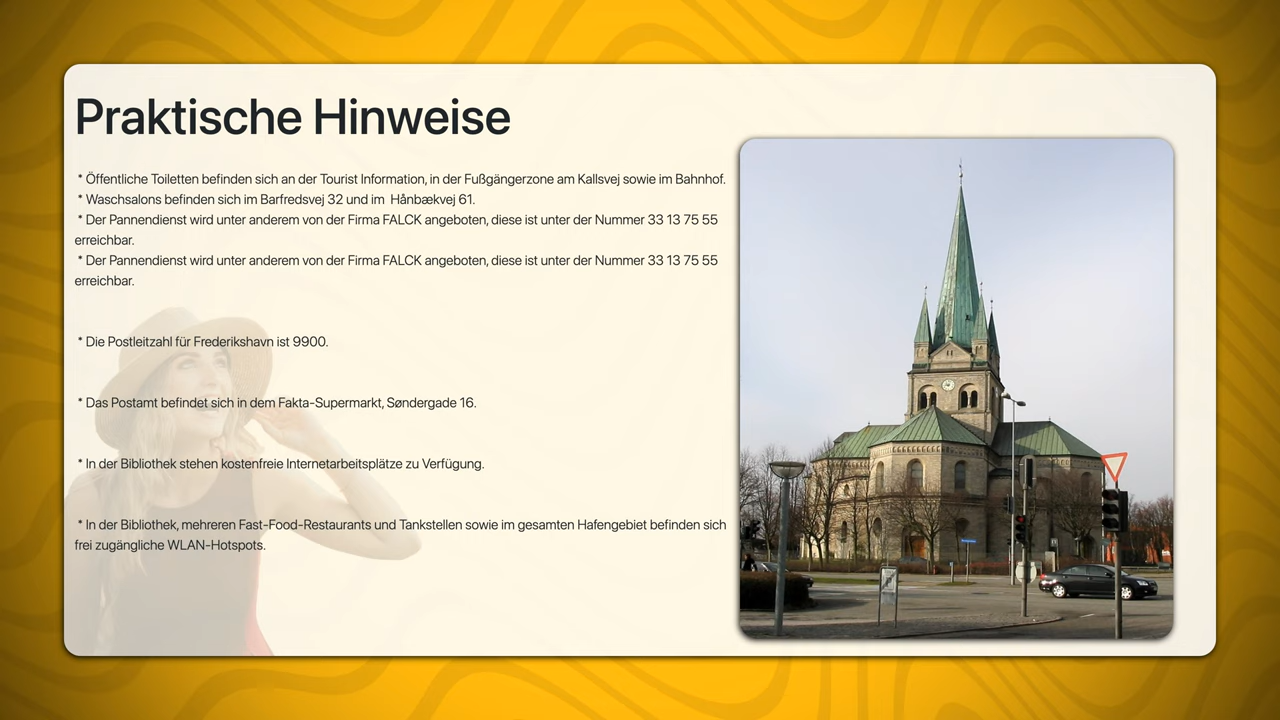 Praktische Hinweise
* Öffentliche Toiletten befinden sich an der Tourist Information, in der Fußgängerzone am Kallsvej sowie im Bahnhof.
* Waschsalons befinden sich im Barfredsvej 32 und im  Hånbækvej 61.
* Der Pannendienst wird unter anderem von der Firma FALCK angeboten, diese ist unter der Nummer 33 13 75 55
erreichbar.
* Der Pannendienst wird unter anderem von der Firma FALCK angeboten, diese ist unter der Nummer 33 13 75 55
erreichbar.
* Die Postleitzahl für Frederikshavn ist 9900.
* Das Postamt befindet sich in dem Fakta-Supermarkt, Søndergade 16.
* In der Bibliothek stehen kostenfreie Internetarbeitsplätze zu Verfügung.
* In der Bibliothek, mehreren Fast-Food-Restaurants und Tankstellen sowie im gesamten Hafengebiet befinden sich
frei zugängliche WLAN-Hotspots.